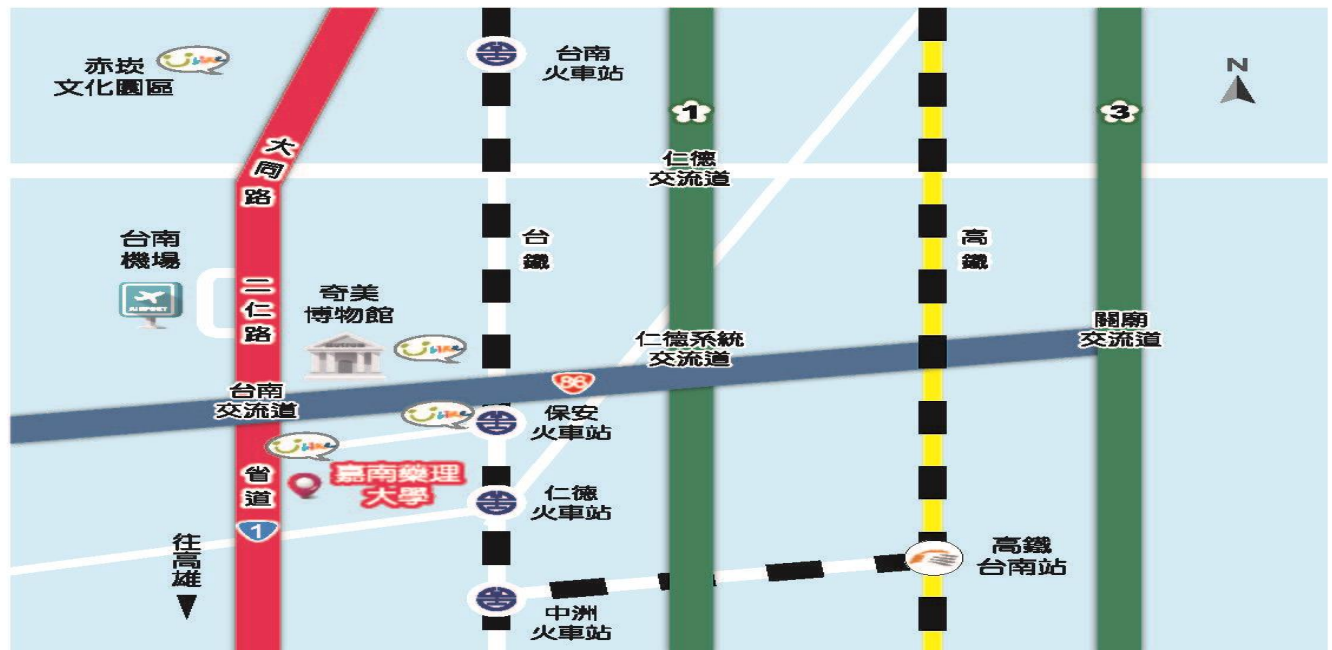 赤崁
文化園區
台南
火車站
N
1
3
大同路
仁德
交流道
台鐵
高鐵
台南
機場
二仁路
奇美
博物館
仁德系統
交流道
關廟
交流道
86
台南
交流道
保安
火車站
省道
1
嘉南藥理
大學
仁德
火車站
往高雄
高鐵
台南站
中洲
火車站